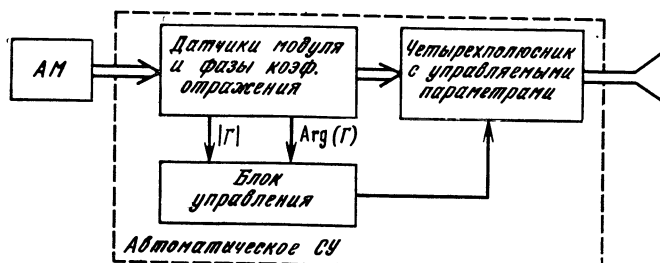 АМ
Датчики модуля
и фазы коэф.
отражения
Четырехполюсник
с управляемыми
параметрами
|Г|
Arg(Г)
Блок
управления
Автоматическое СУ